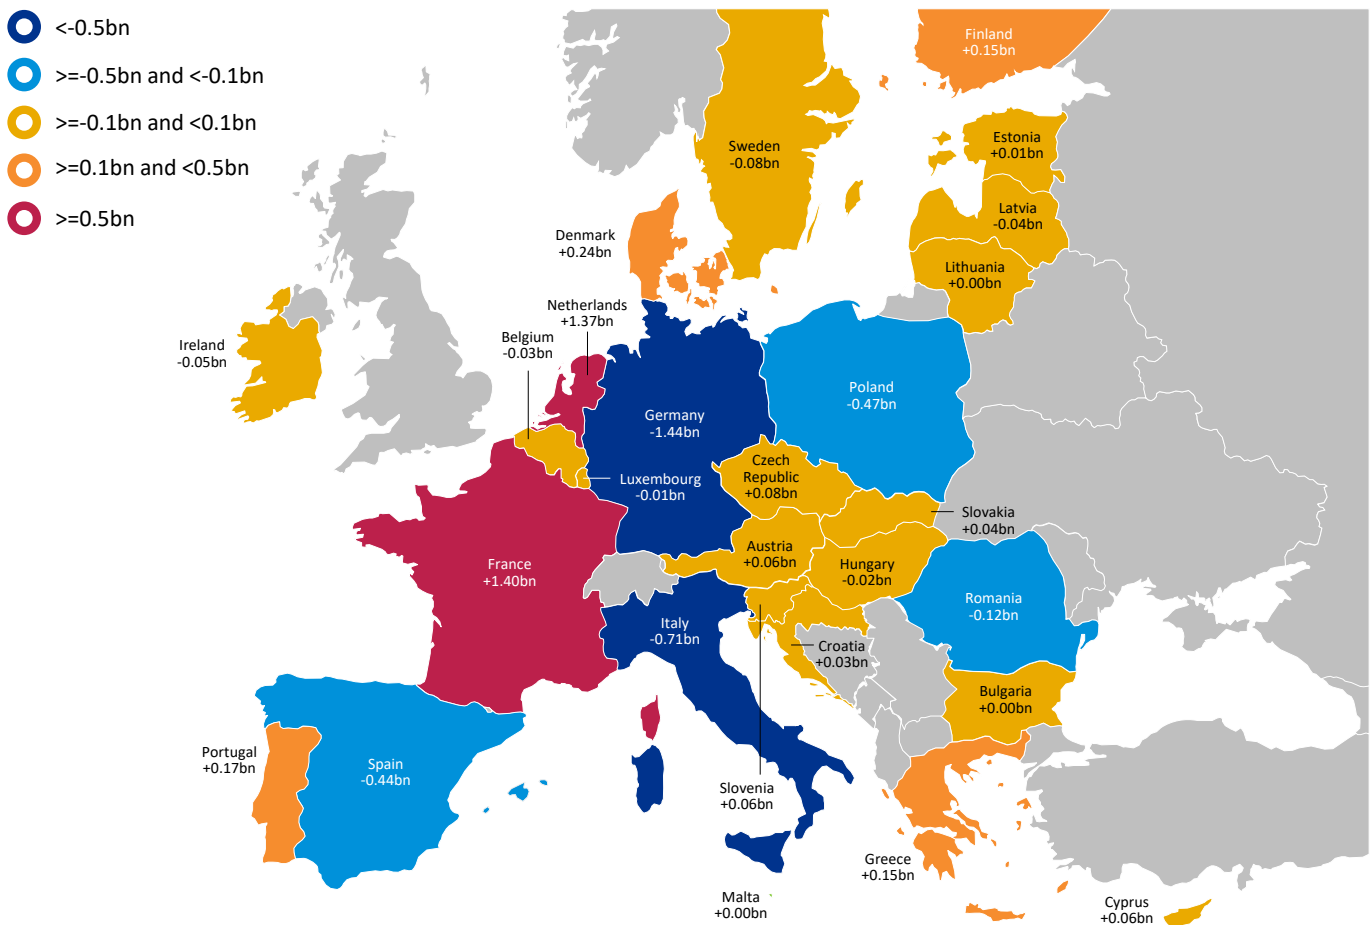 <-0.5bn
>=-0.5bn and <-0.1bn
>=-0.1bn and <0.1bn
>=0.1bn and <0.5bn
>=0.5bn
Finland
+0.15bn
Sweden
-0.08bn
Estonia
+0.01bn
Latvia
-0.04bn
Lithuania
+0.00bn
Denmark
+0.24bn
Netherlands
+1.37bn
Belgium
-0.03bn
Ireland
-0.05bn
Germany
-1.44bn
Poland
-0.47bn
Luxembourg
-0.01bn
Czech
Republic
+0.08bn
Slovakia
+0.04bn
Austria
+0.06bn
Hungary
-0.02bn
France
+1.40bn
Romania
-0.12bn
Italy
-0.71bn
Croatia
+0.03bn
Bulgaria
+0.00bn
Portugal
+0.17bn
Spain
-0.44bn
Slovenia
+0.06bn
Greece
+0.15bn
Malta
+0.00bn
Cyprus
+0.06bn